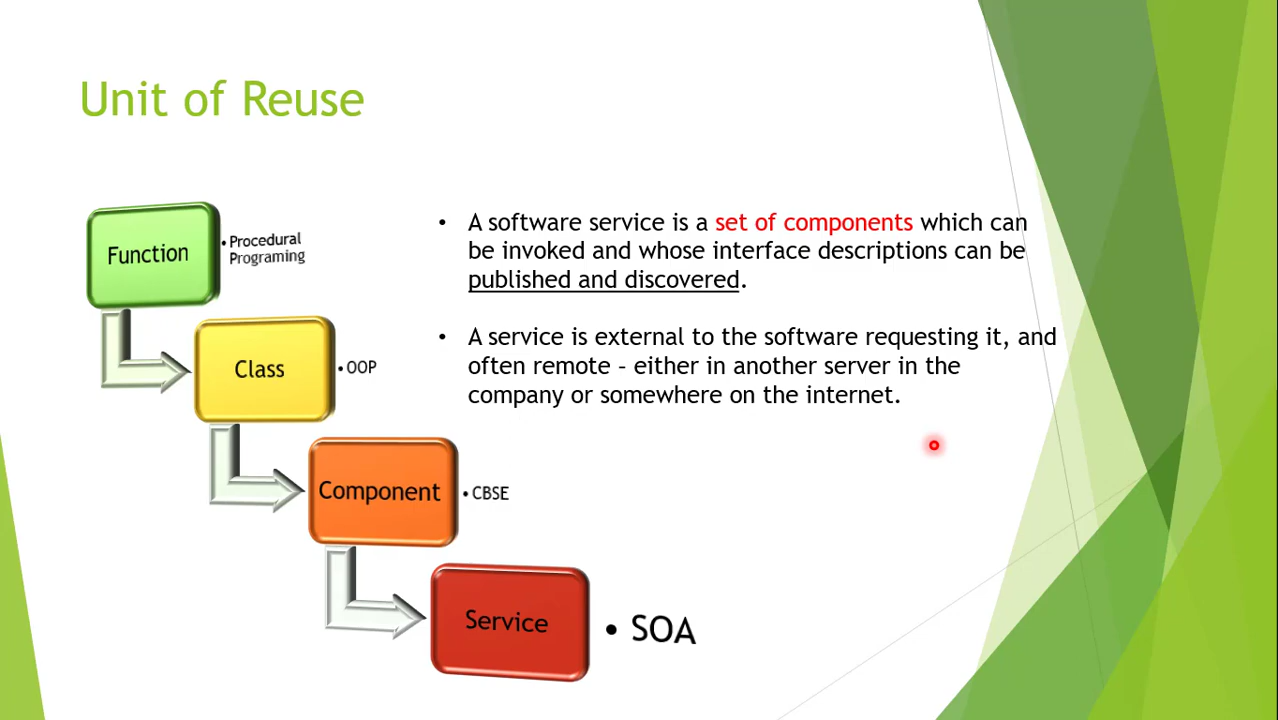 Unit of Reuse
Function
• Procedural
Programing
Class
• OOP
Component
• CBSE
Service
• SOA
• A software service is a set of components which can
be invoked and whose interface descriptions can be
published and discovered.
• A service is external to the software requesting it, and
often remote – either in another server in the
company or somewhere on the internet.